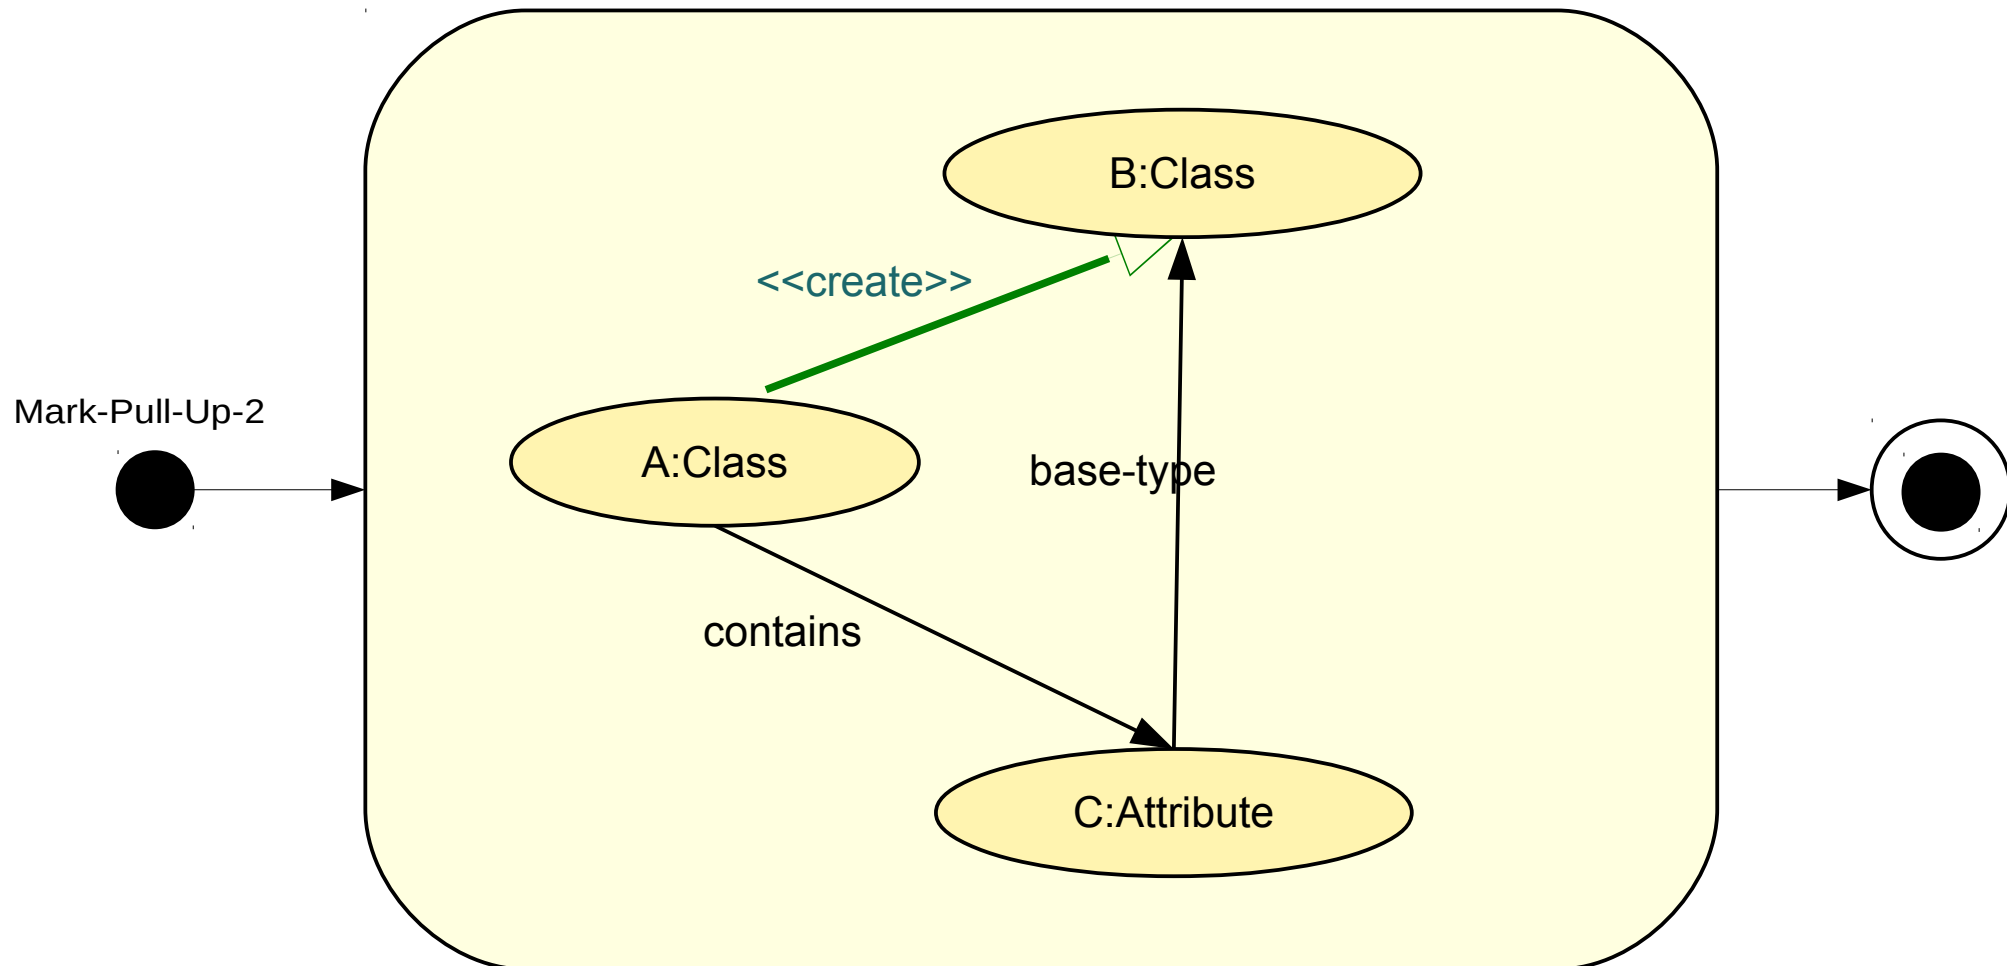 B:Class
<<create>>
Mark-Pull-Up-2
A:Class
base-type
contains
C:Attribute